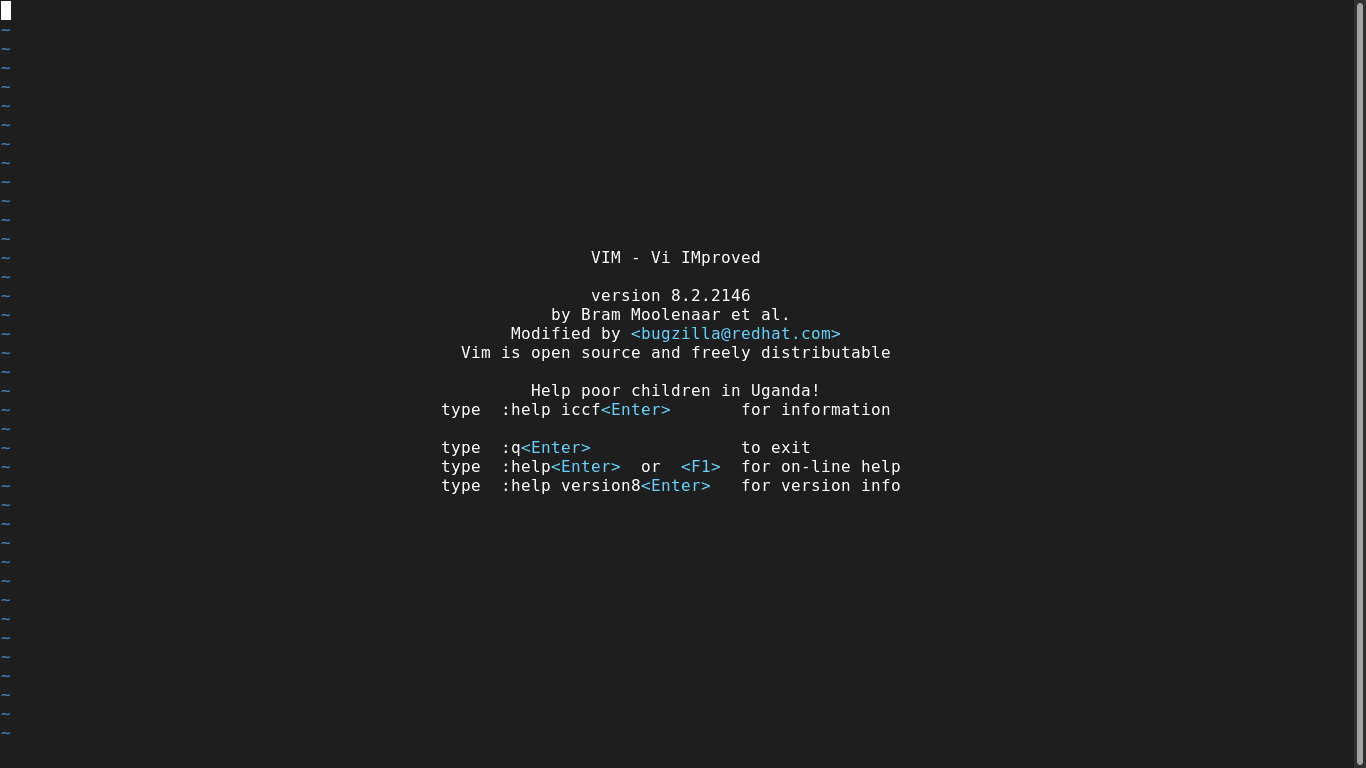 ~
~
~
~
~
~
~
~
~
~
~
~
~ VIM - Vi IMproved
~
~ version 8.2.2146
~ by Bram Moolenaar et al.
~ Modified by <bugzilla@redhat.com>
~ Vim is open source and freely distributable
~
~ Help poor children in Uganda!
~ type  :help iccf<Enter>       for information
~
~ type  :q<Enter>               to exit
~ type  :help<Enter>  or  <F1>  for on-line help
~ type  :help version8<Enter>   for version info
~
~
~
~
~
~
~
~
~
~
~
~
~